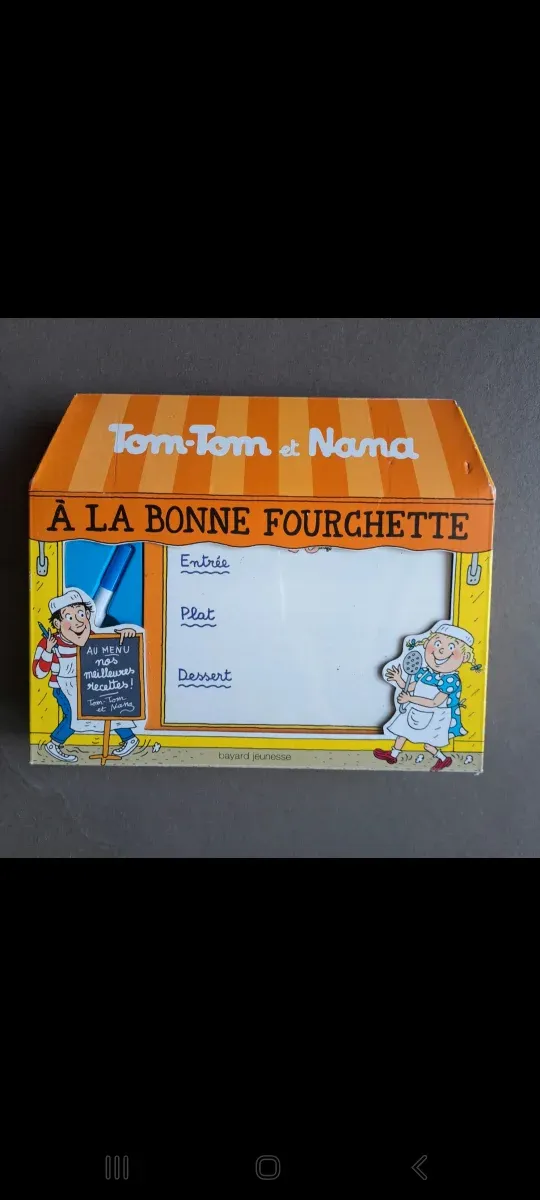 Tom-Tom et Nana
À LA BONNE FOURCHETTE
Entrée
Plat
Dessert
AU MENU
nos
meilleures
recettes!
Tom-Tom
et Nana
bayard jeunesse